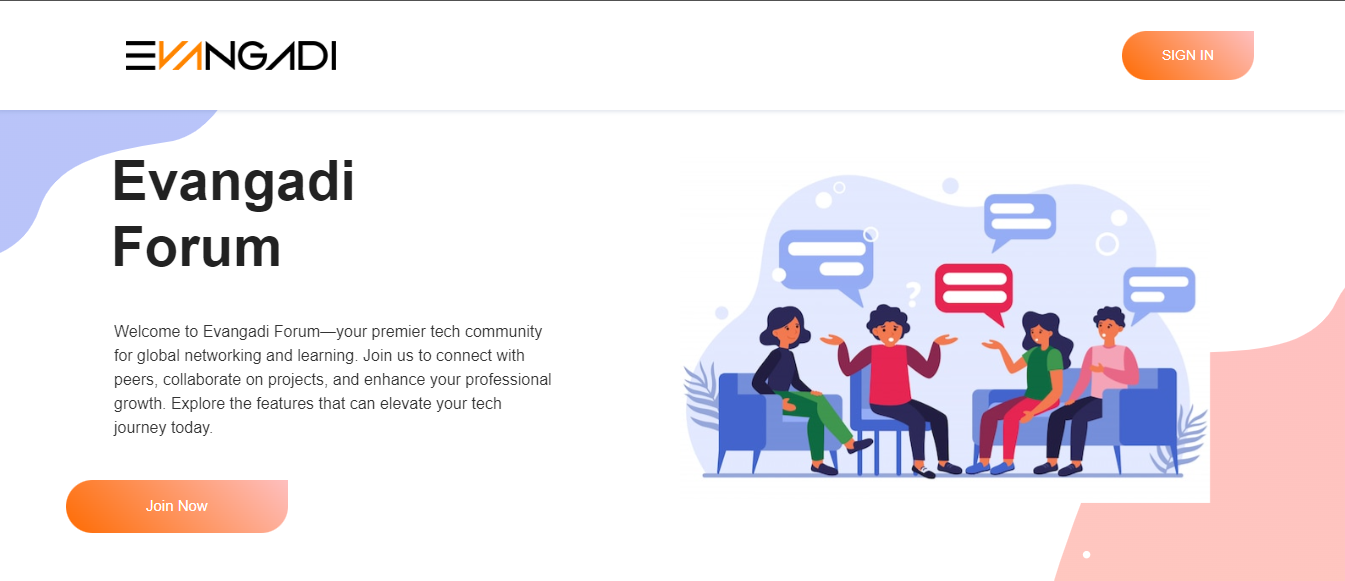 EVANGADI
SIGN IN
Evangadi
Forum
Welcome to Evangadi Forum—your premier tech community
for global networking and learning. Join us to connect with
peers, collaborate on projects, and enhance your professional
growth. Explore the features that can elevate your tech
journey today.
?
Join Now